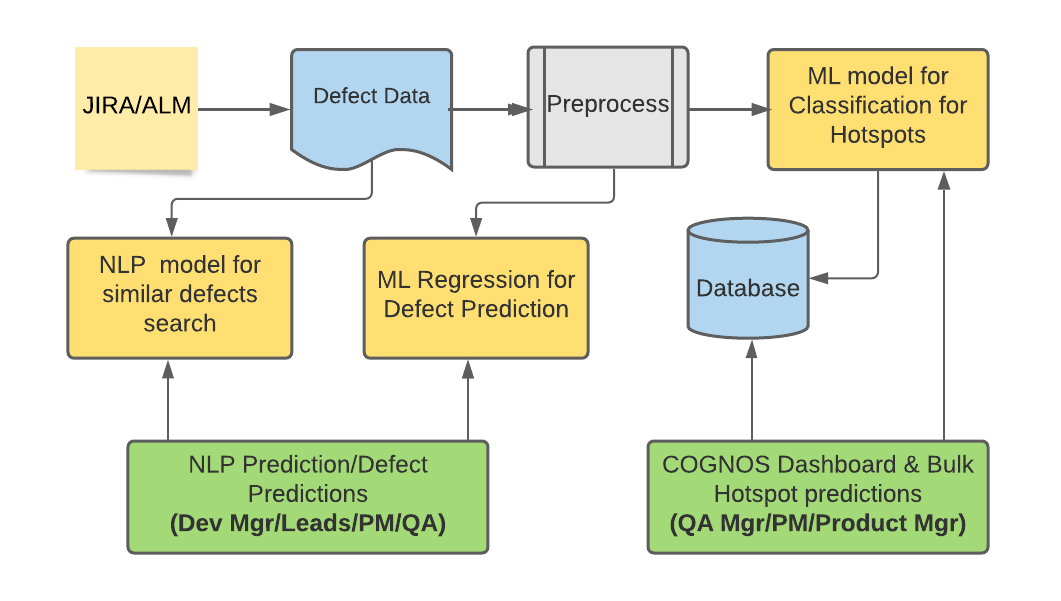 JIRA/ALM
Defect Data
Preprocess
ML model for
Classification for
Hotspots
NLP  model for
similar defects
search
ML Regression for
Defect Prediction
Database
NLP Prediction/Defect
Predictions
(Dev Mgr/Leads/PM/QA)
COGNOS Dashboard & Bulk
Hotspot predictions
(QA Mgr/PM/Product Mgr)